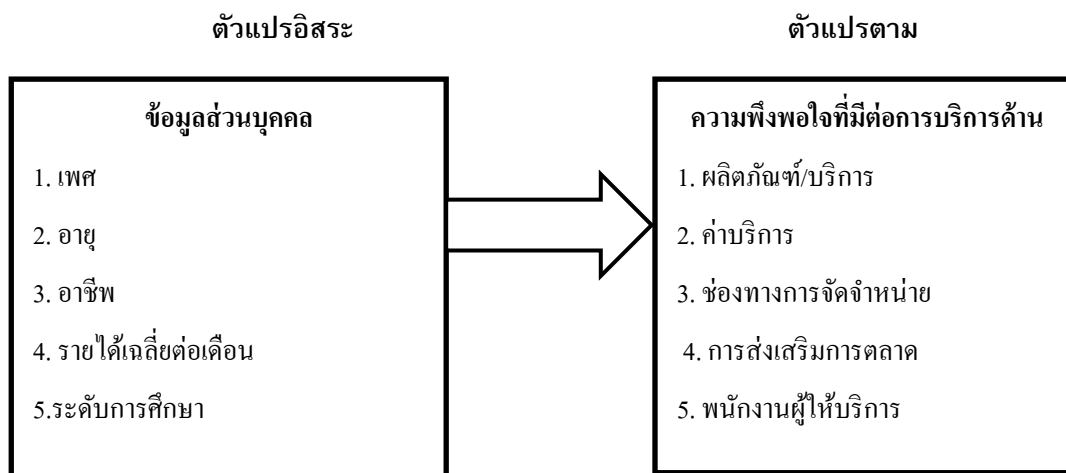 ตัวแปรอิสระ
ตัวแปรตาม
ข้อมูลส่วนบุคคล
1. เพศ
2. อายุ
3. อาชีพ
4. รายได้เฉลี่ยต่อเดือน
5.ระดับการศึกษา
ความพึงพอใจที่มีต่อการบริการด้าน
1. ผลิตภัณฑ์/บริการ
2. ค่าบริการ
3. ช่องทางการจัดจำหน่าย
4. การส่งเสริมการตลาด
5. พนักงานผู้ให้บริการ